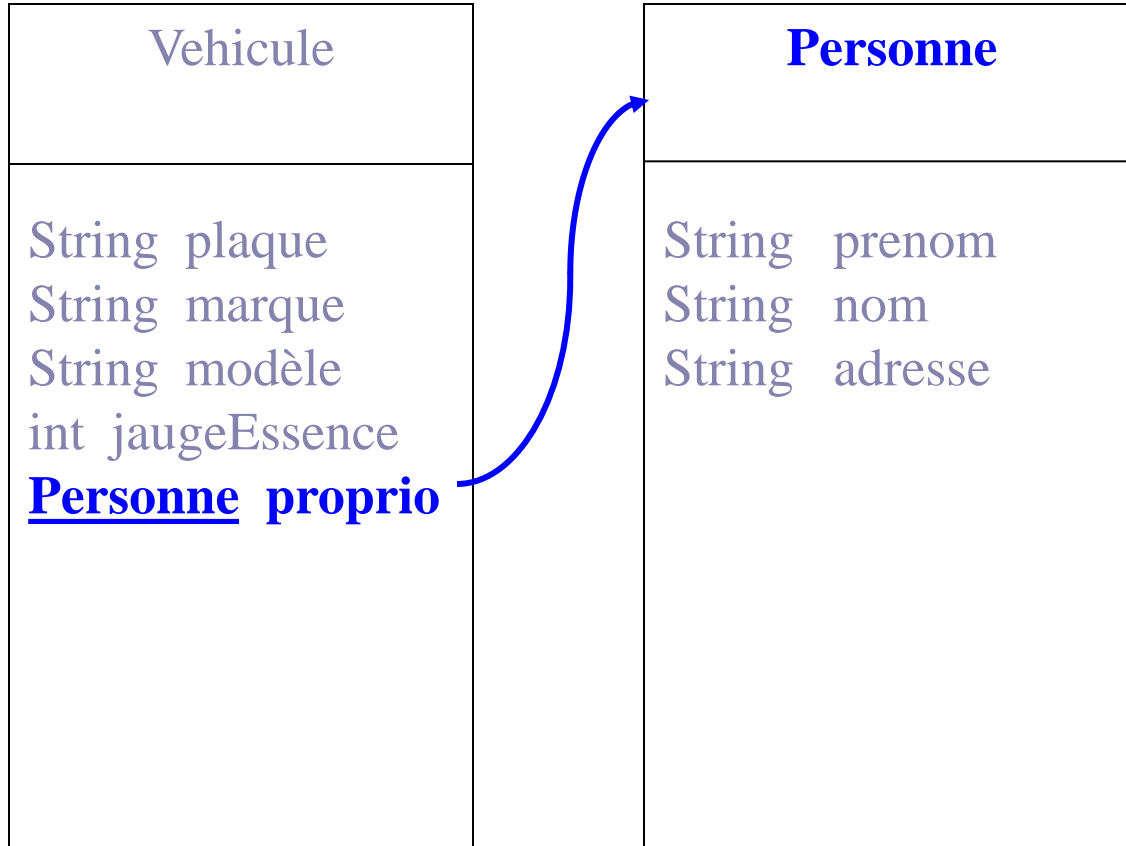 Vehicule
String plaque
String marque
String modèle
int jaugeEssence
Personne proprio
Personne
String prenom
String nom
String adresse